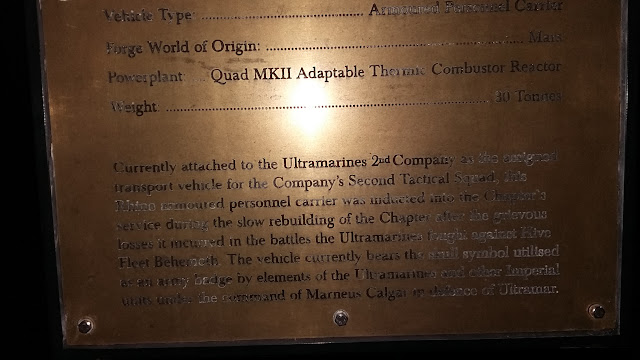 Vehicle Type: ............................................. Armoured Personnel Carrier
Forge World of Origin: ........................................................................ Mars
Powerplant: ... Quad MKII Adaptable Thermic Combustor Reactor
Weight ........................................................................................... 30 Tonnes
Currently attached to the Ultramarines 2nd Company as the assigned
transport vehicle for the Company's Second Tactical Squad, this
Rhino armoured personnel carrier was inducted into the Chapter's
service during the slow rebuilding of the Chapter after the grievous
losses it incurred in the battles the Ultramarines fought against Hive
Fleet Behemoth. The vehicle currently bears the skull symbol utilised
as an army badge by elements of the Ultramarines and other Imperial
units under the command of Marneus Calgar in defence of Ultramar.